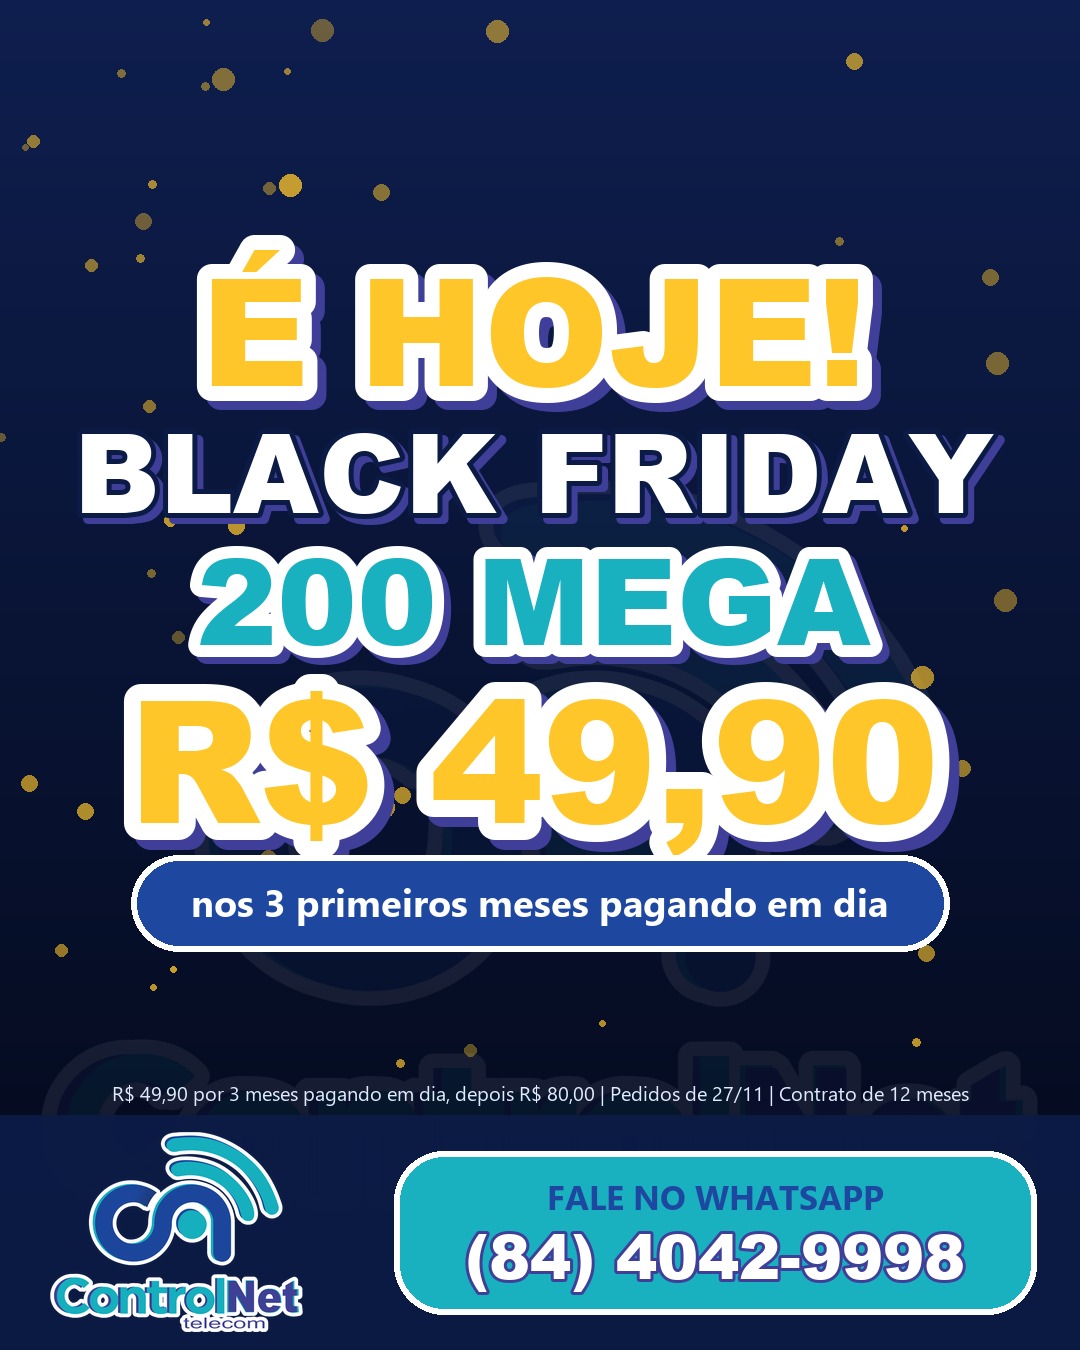 É HOJE!
BLACK FRIDAY
200 MEGA
R$ 49,90
nos 3 primeiros meses pagando em dia
R$ 49,90 por 3 meses pagando em dia, depois R$ 80,00 | Pedidos de 27/11 | Contrato de 12 meses
ControlNet
telecom
FALE NO WHATSAPP
(84) 4042-9998